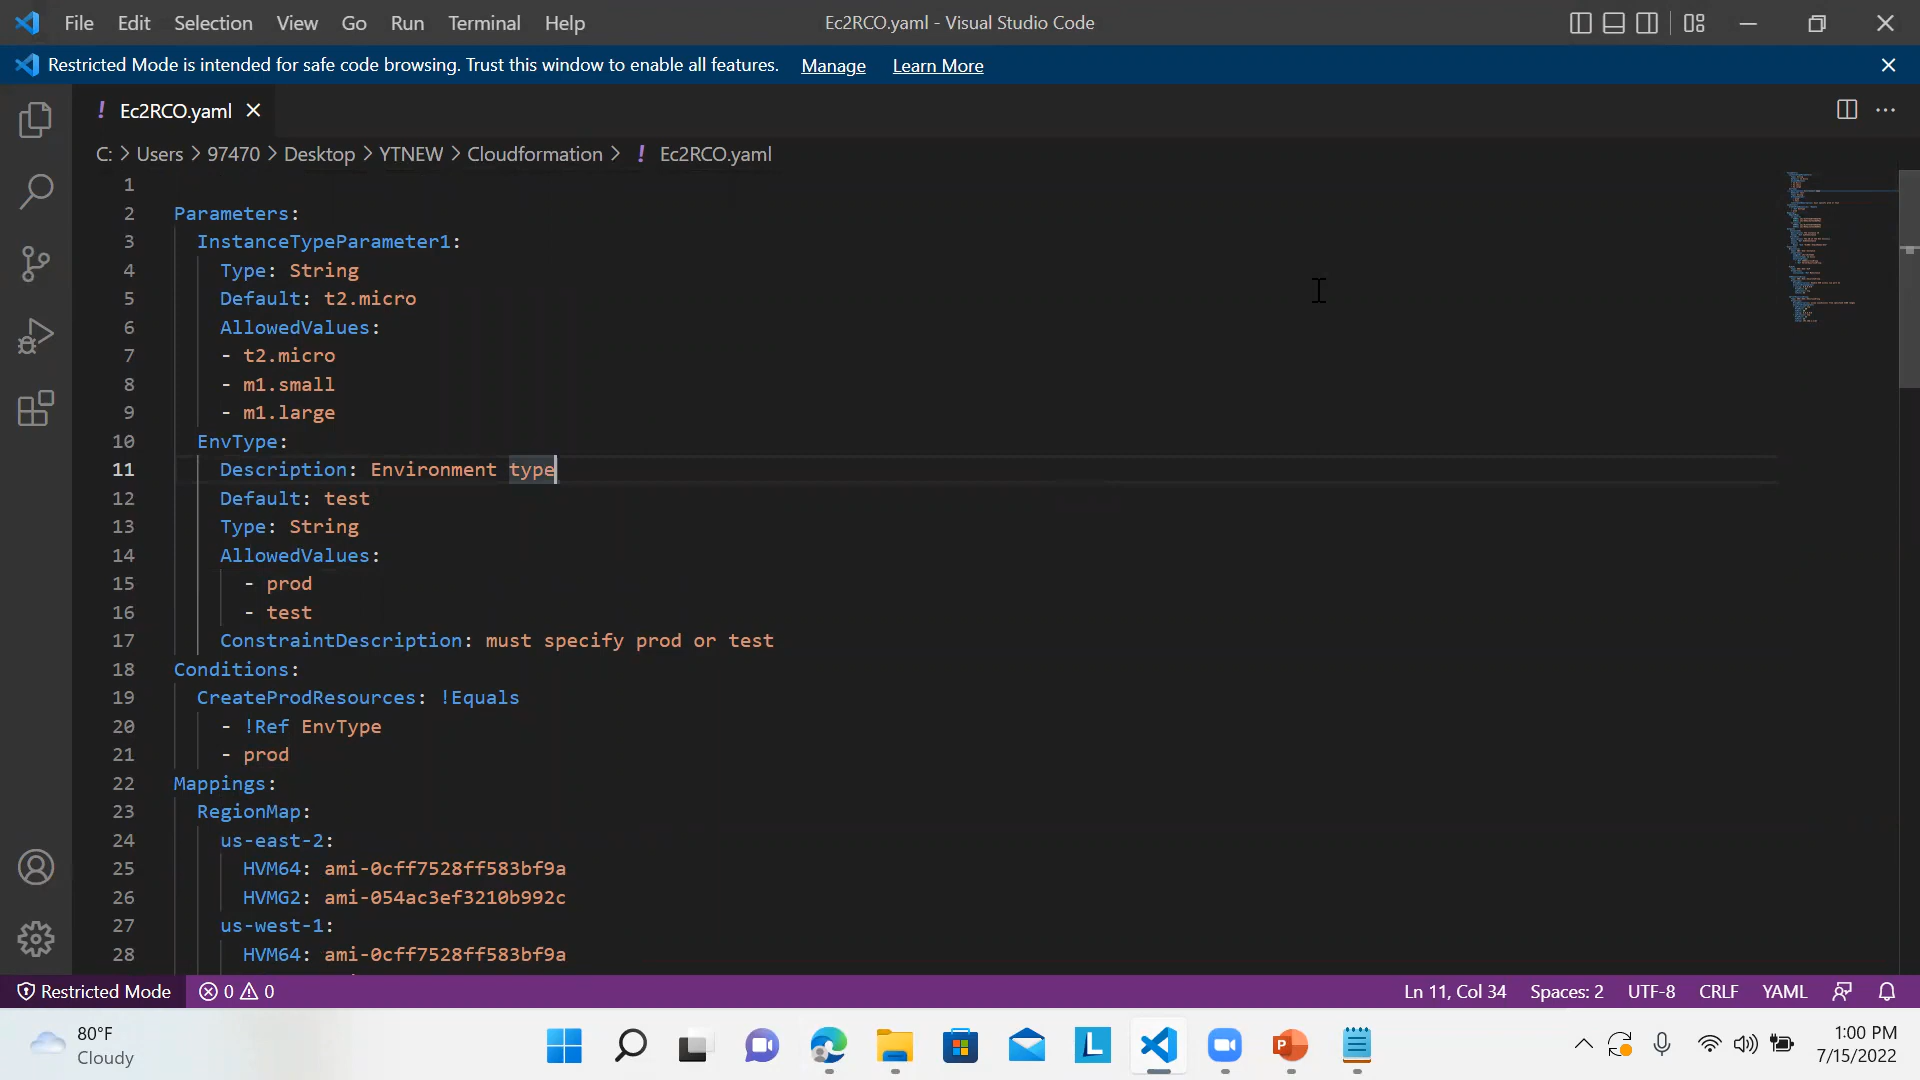 File Edit Selection View Go Run Terminal Help Ec2RCO.yaml - Visual Studio Code
Restricted Mode is intended for safe code browsing. Trust this window to enable all features. Manage Learn More
! Ec2RCO.yaml
C: > Users > 97470 > Desktop > YTNEW > Cloudformation > ! Ec2RCO.yaml
1
2 Parameters:
3 InstanceTypeParameter1:
4 Type: String
5 Default: t2.micro
6 AllowedValues:
7 - t2.micro
8 - m1.small
9 - m1.large
10 EnvType:
11 Description: Environment type
12 Default: test
13 Type: String
14 AllowedValues:
15 - prod
16 - test
17 ConstraintDescription: must specify prod or test
18 Conditions:
19 CreateProdResources: !Equals
20 - !Ref EnvType
21 - prod
22 Mappings:
23 RegionMap:
24 us-east-2:
25 HVM64: ami-0cff7528ff583bf9a
26 HVMG2: ami-054ac3ef3210b992c
27 us-west-1:
28 HVM64: ami-0cff7528ff583bf9a
Restricted Mode 0 0 Ln 11, Col 34 Spaces: 2 UTF-8 CRLF YAML
80°F
Cloudy
L
P
1:00 PM
7/15/2022